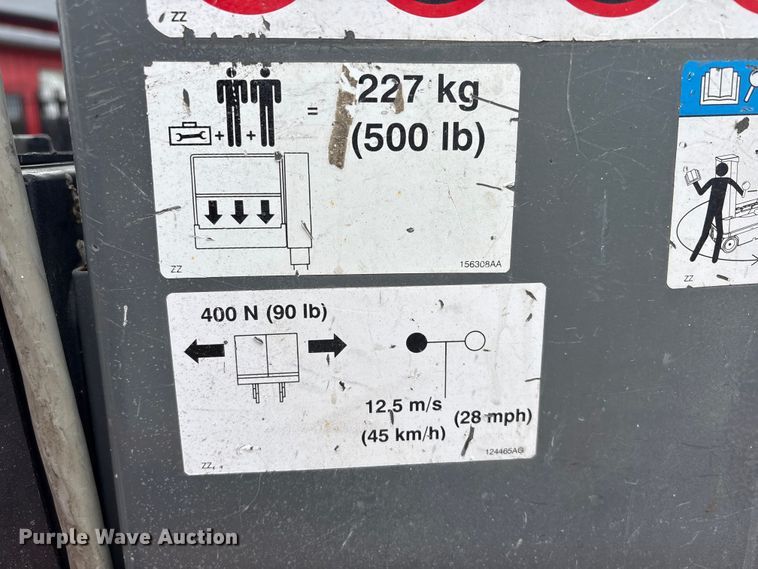 ZZ
= 227 kg
(500 lb)
+ +
ZZ 156308AA
400 N (90 lb)
12.5 m/s (28 mph)
(45 km/h)
ZZ 124465AG
ZZ
Purple Wave Auction